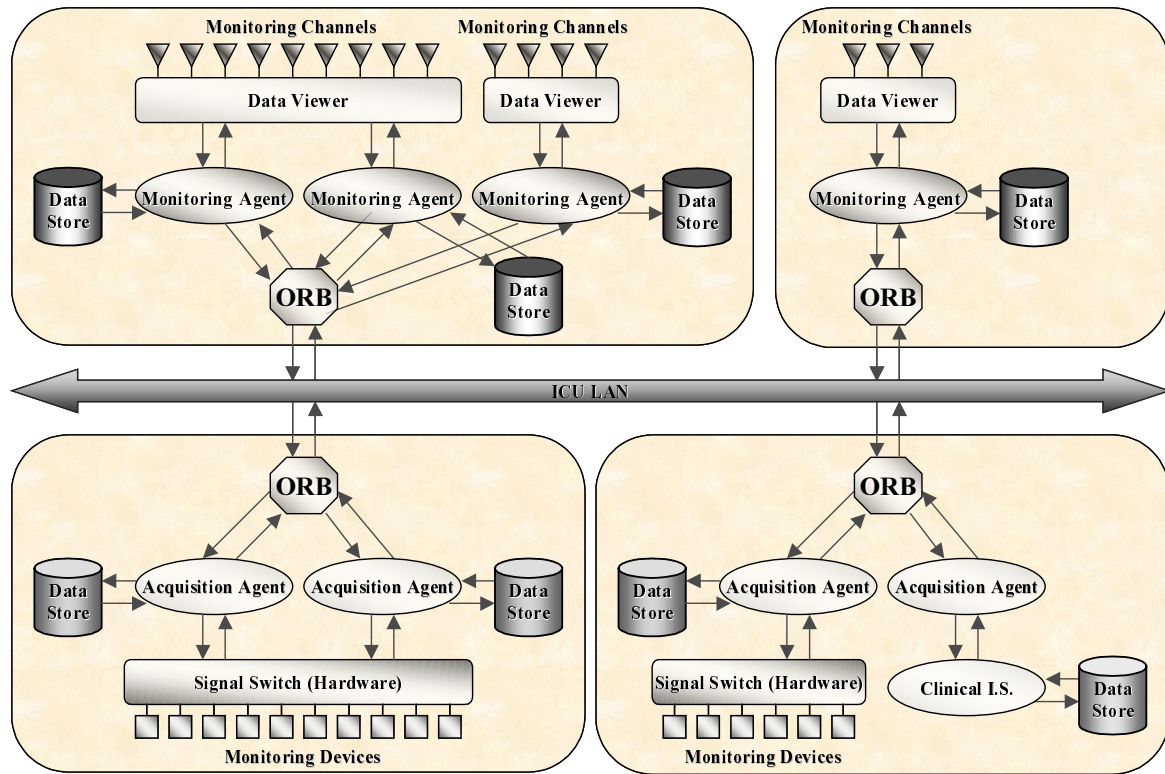 Monitoring Channels
Monitoring Channels
Monitoring Channels
Data Viewer
Data Viewer
Data Viewer
Data
Store
Monitoring Agent
Monitoring Agent
Monitoring Agent
Data
Store
Monitoring Agent
Data
Store
ORB
Data
Store
ORB
ICU LAN
ORB
ORB
Data
Store
Acquisition Agent
Acquisition Agent
Data
Store
Data
Store
Acquisition Agent
Acquisition Agent
Signal Switch (Hardware)
Signal Switch (Hardware)
Clinical I.S.
Data
Store
Monitoring Devices
Monitoring Devices